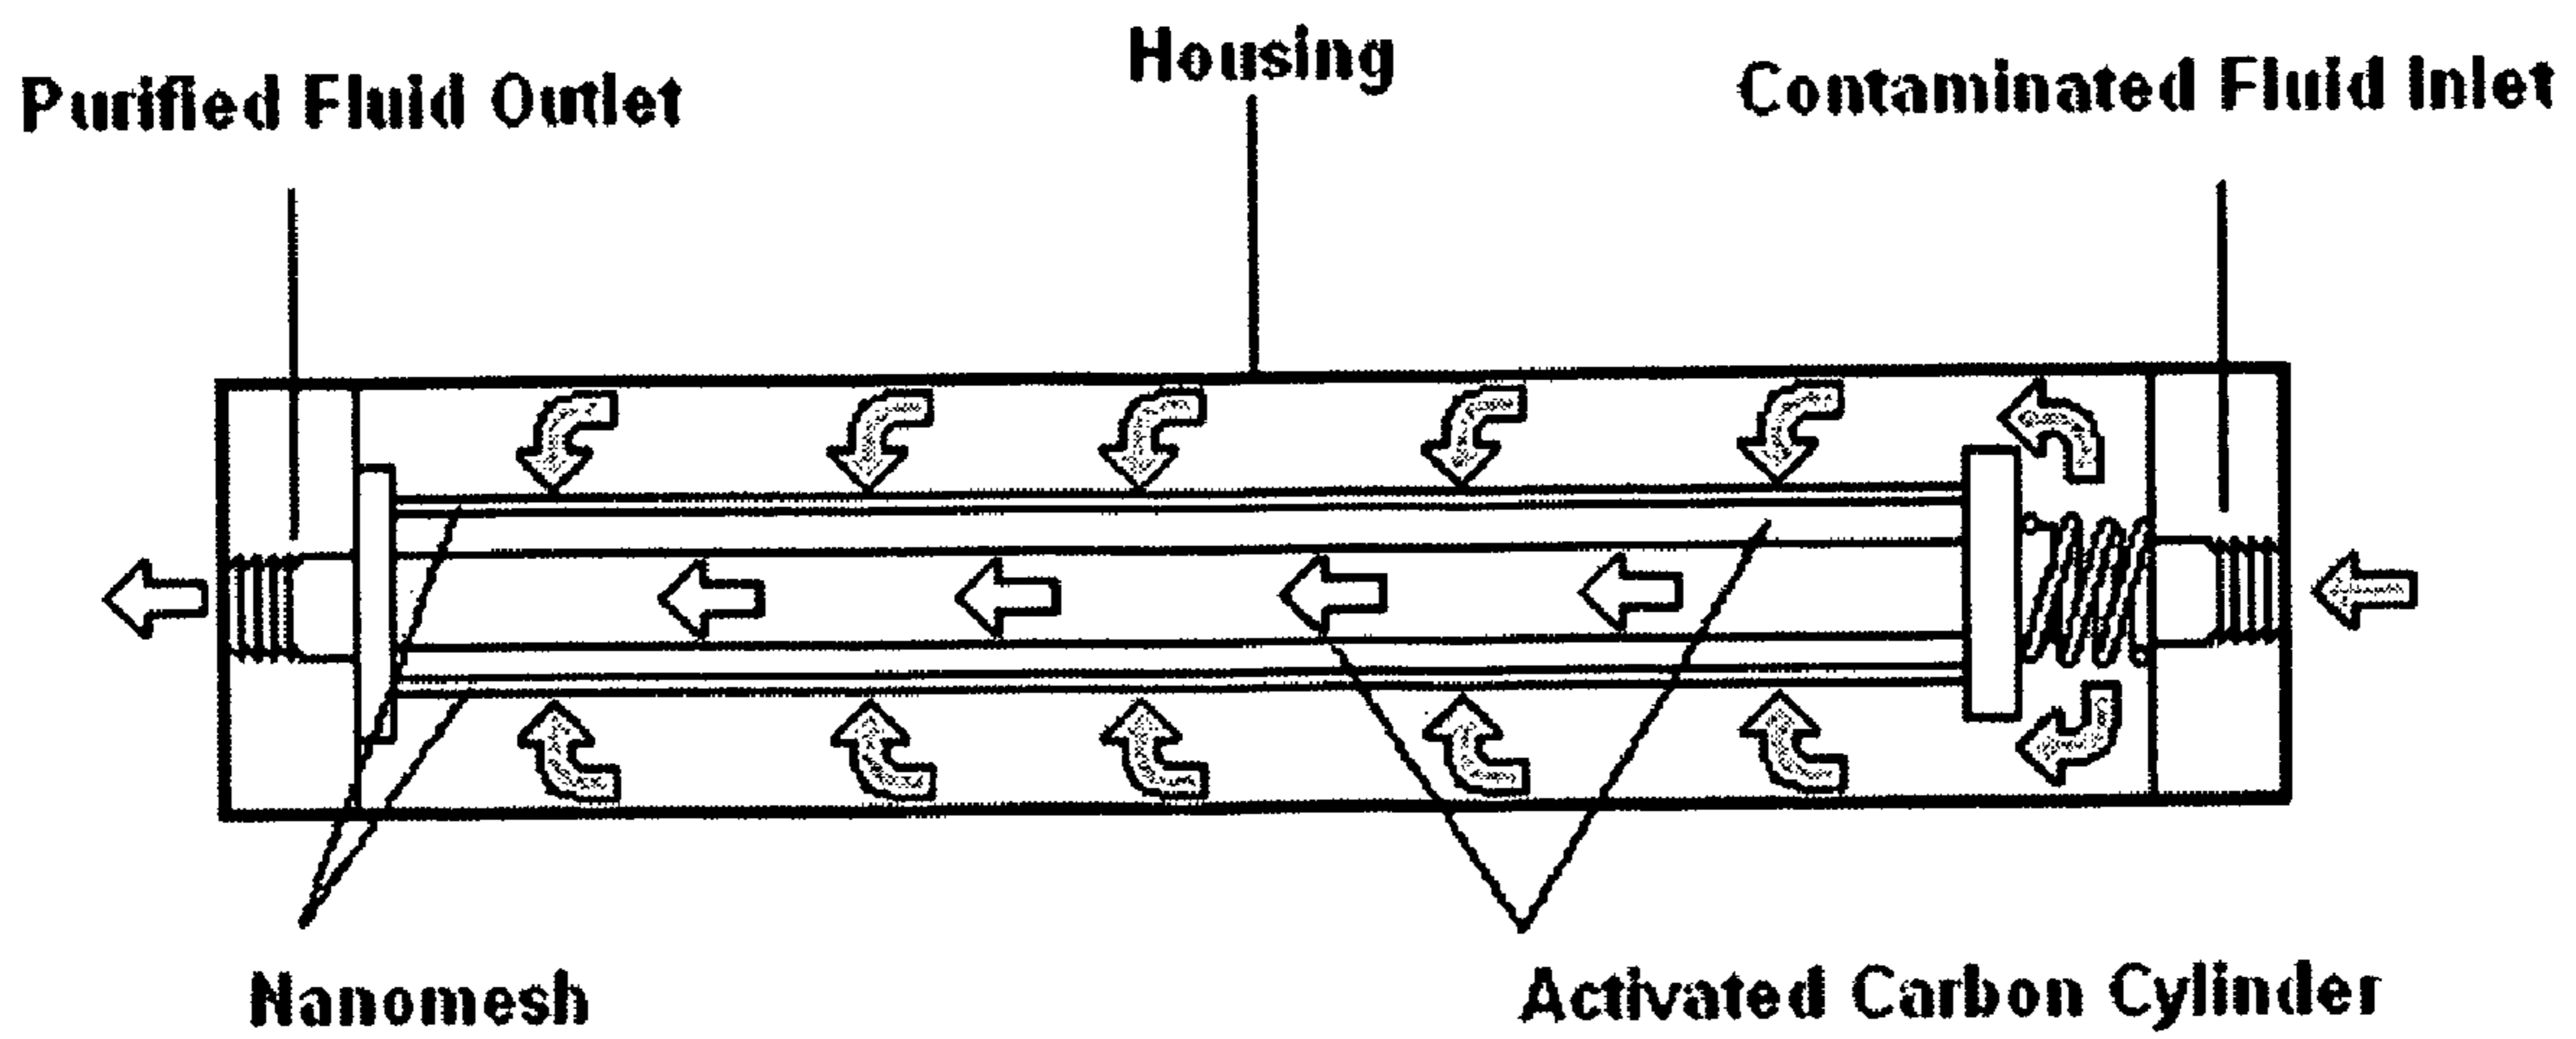 Housing
Purified Fluid Outlet
Contaminated Fluid Inlet
Nanomesh
Activated Carbon Cylinder